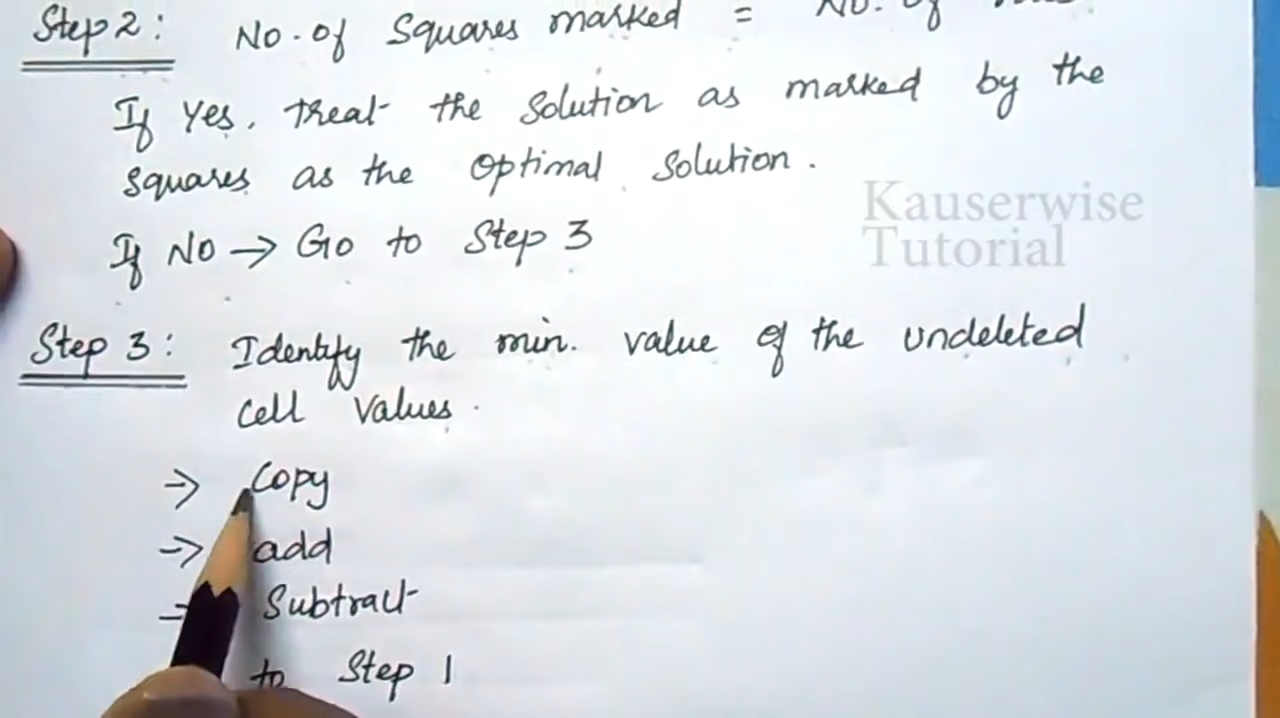 Step 2: No. of Squares marked = No. of
If Yes, treat the Solution as marked by the
squares as the Optimal Solution.
If No → Go to Step 3
Kauserwise
Tutorial
Step 3: Identify the min. value of the undeleted
cell values.
→ Copy
→ add
→ Subtract
to Step 1